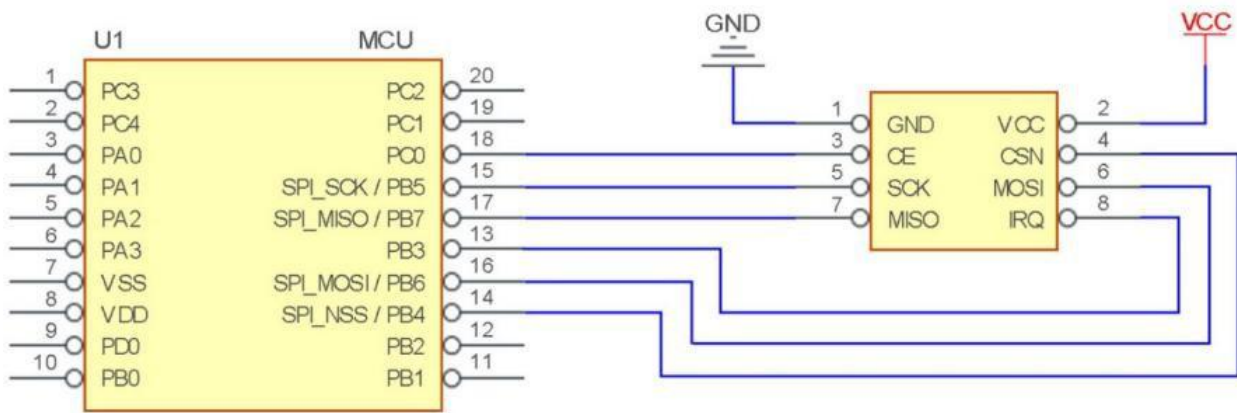 U1 MCU
1 PC3
2 PC4
3 PA0
4 PA1
5 PA2
6 PA3
7 VSS
8 VDD
9 PD0
10 PB0
PC2 20
PC1 19
PC0 18
SPI_SCK / PB5 15
SPI_MISO / PB7 17
PB3 13
SPI_MOSI / PB6 16
SPI_NSS / PB4 14
PB2 12
PB1 11
GND
VCC
1 GND
3 CE
5 SCK
7 MISO
VCC 2
CSN 4
MOSI 6
IRQ 8